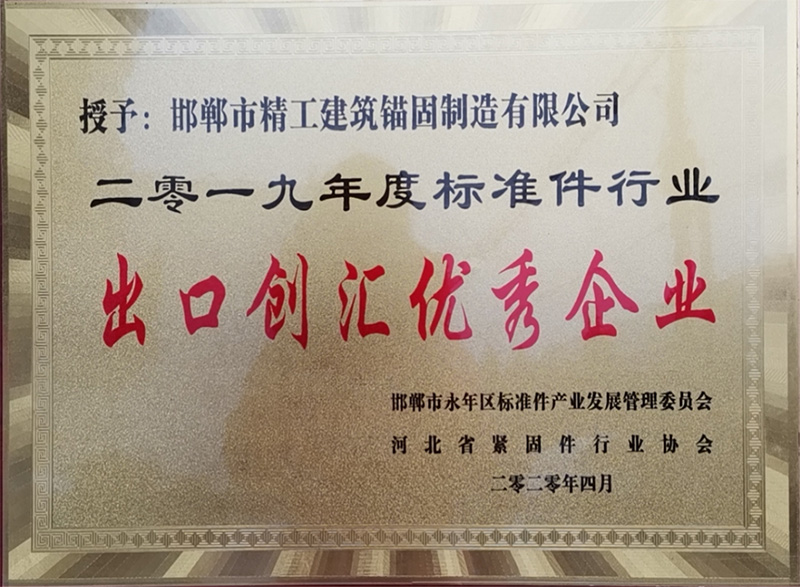 授予：邯郸市精工建筑锚固制造有限公司
二零一九年度标准件行业
出口创汇优秀企业
邯郸市永年区标准件产业发展管理委员会
河北省紧固件行业协会
二零二零年四月